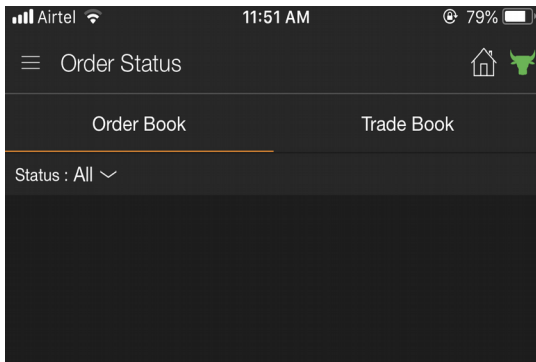 Airtel 11:51 AM 79%
Order Status
Order Book Trade Book
Status : All